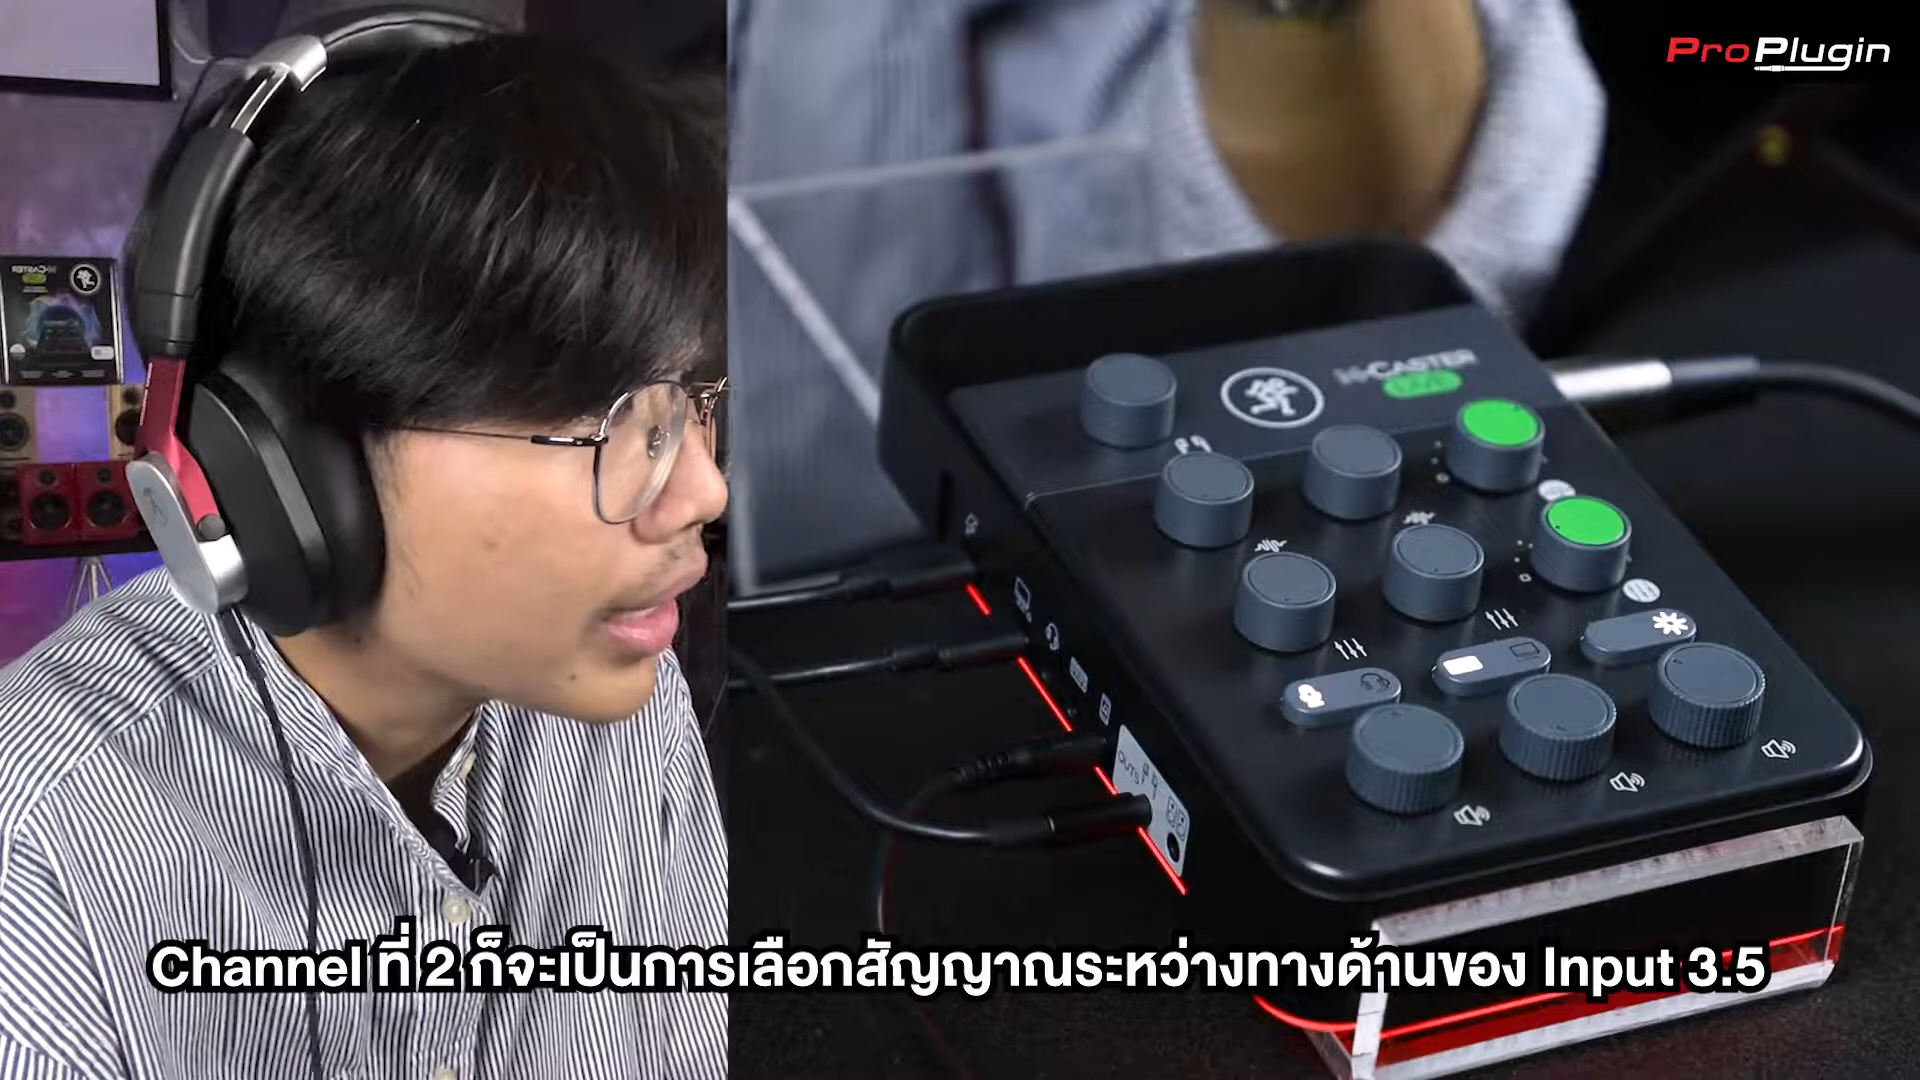 ProPlugin
M•CASTER
LIVE
OUTS
Channel ที่ 2 ก็จะเป็นการเลือกสัญญาณระหว่างทางด้านของ Input 3.5